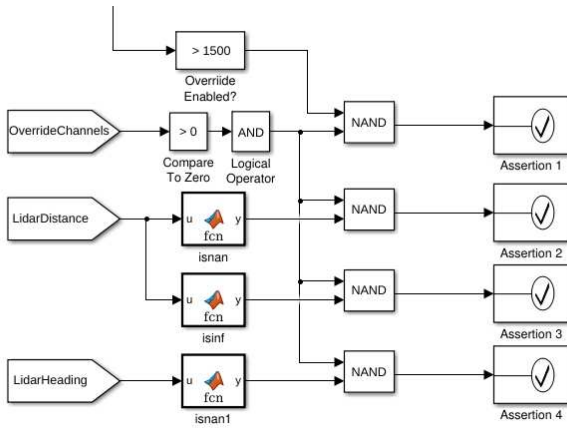 > 1500
Overriide
Enabled?
OverrideChannels
> 0
AND
NAND
Compare
To Zero
Logical
Operator
Assertion 1
LidarDistance
u
y
fcn
isnan
NAND
Assertion 2
u
y
fcn
isinf
NAND
Assertion 3
LidarHeading
u
y
fcn
isnan1
NAND
Assertion 4